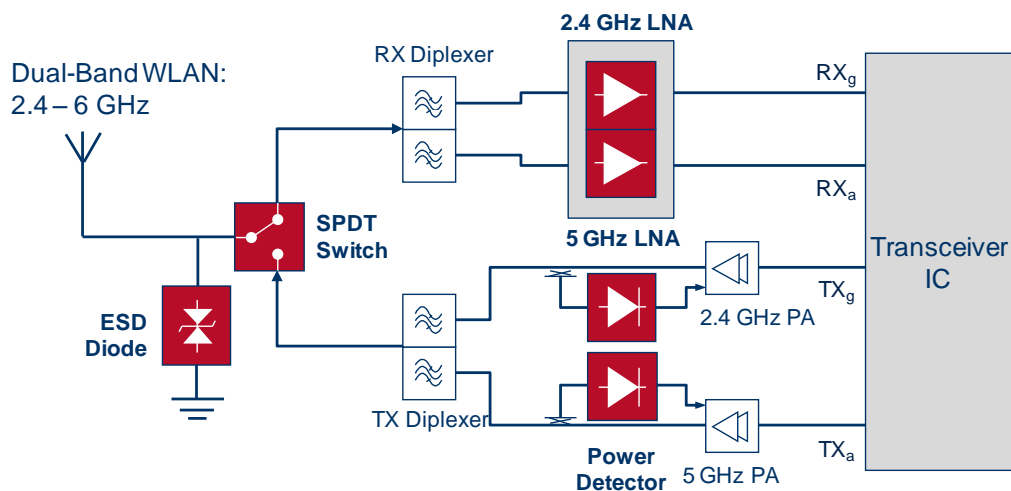 2.4 GHz LNA
RX Diplexer
Dual-Band WLAN:
2.4 – 6 GHz
RXg
RXa
SPDT
Switch
5 GHz LNA
Transceiver
IC
TXg
2.4 GHz PA
ESD
Diode
TX Diplexer
Power
Detector
5 GHz PA
TXa